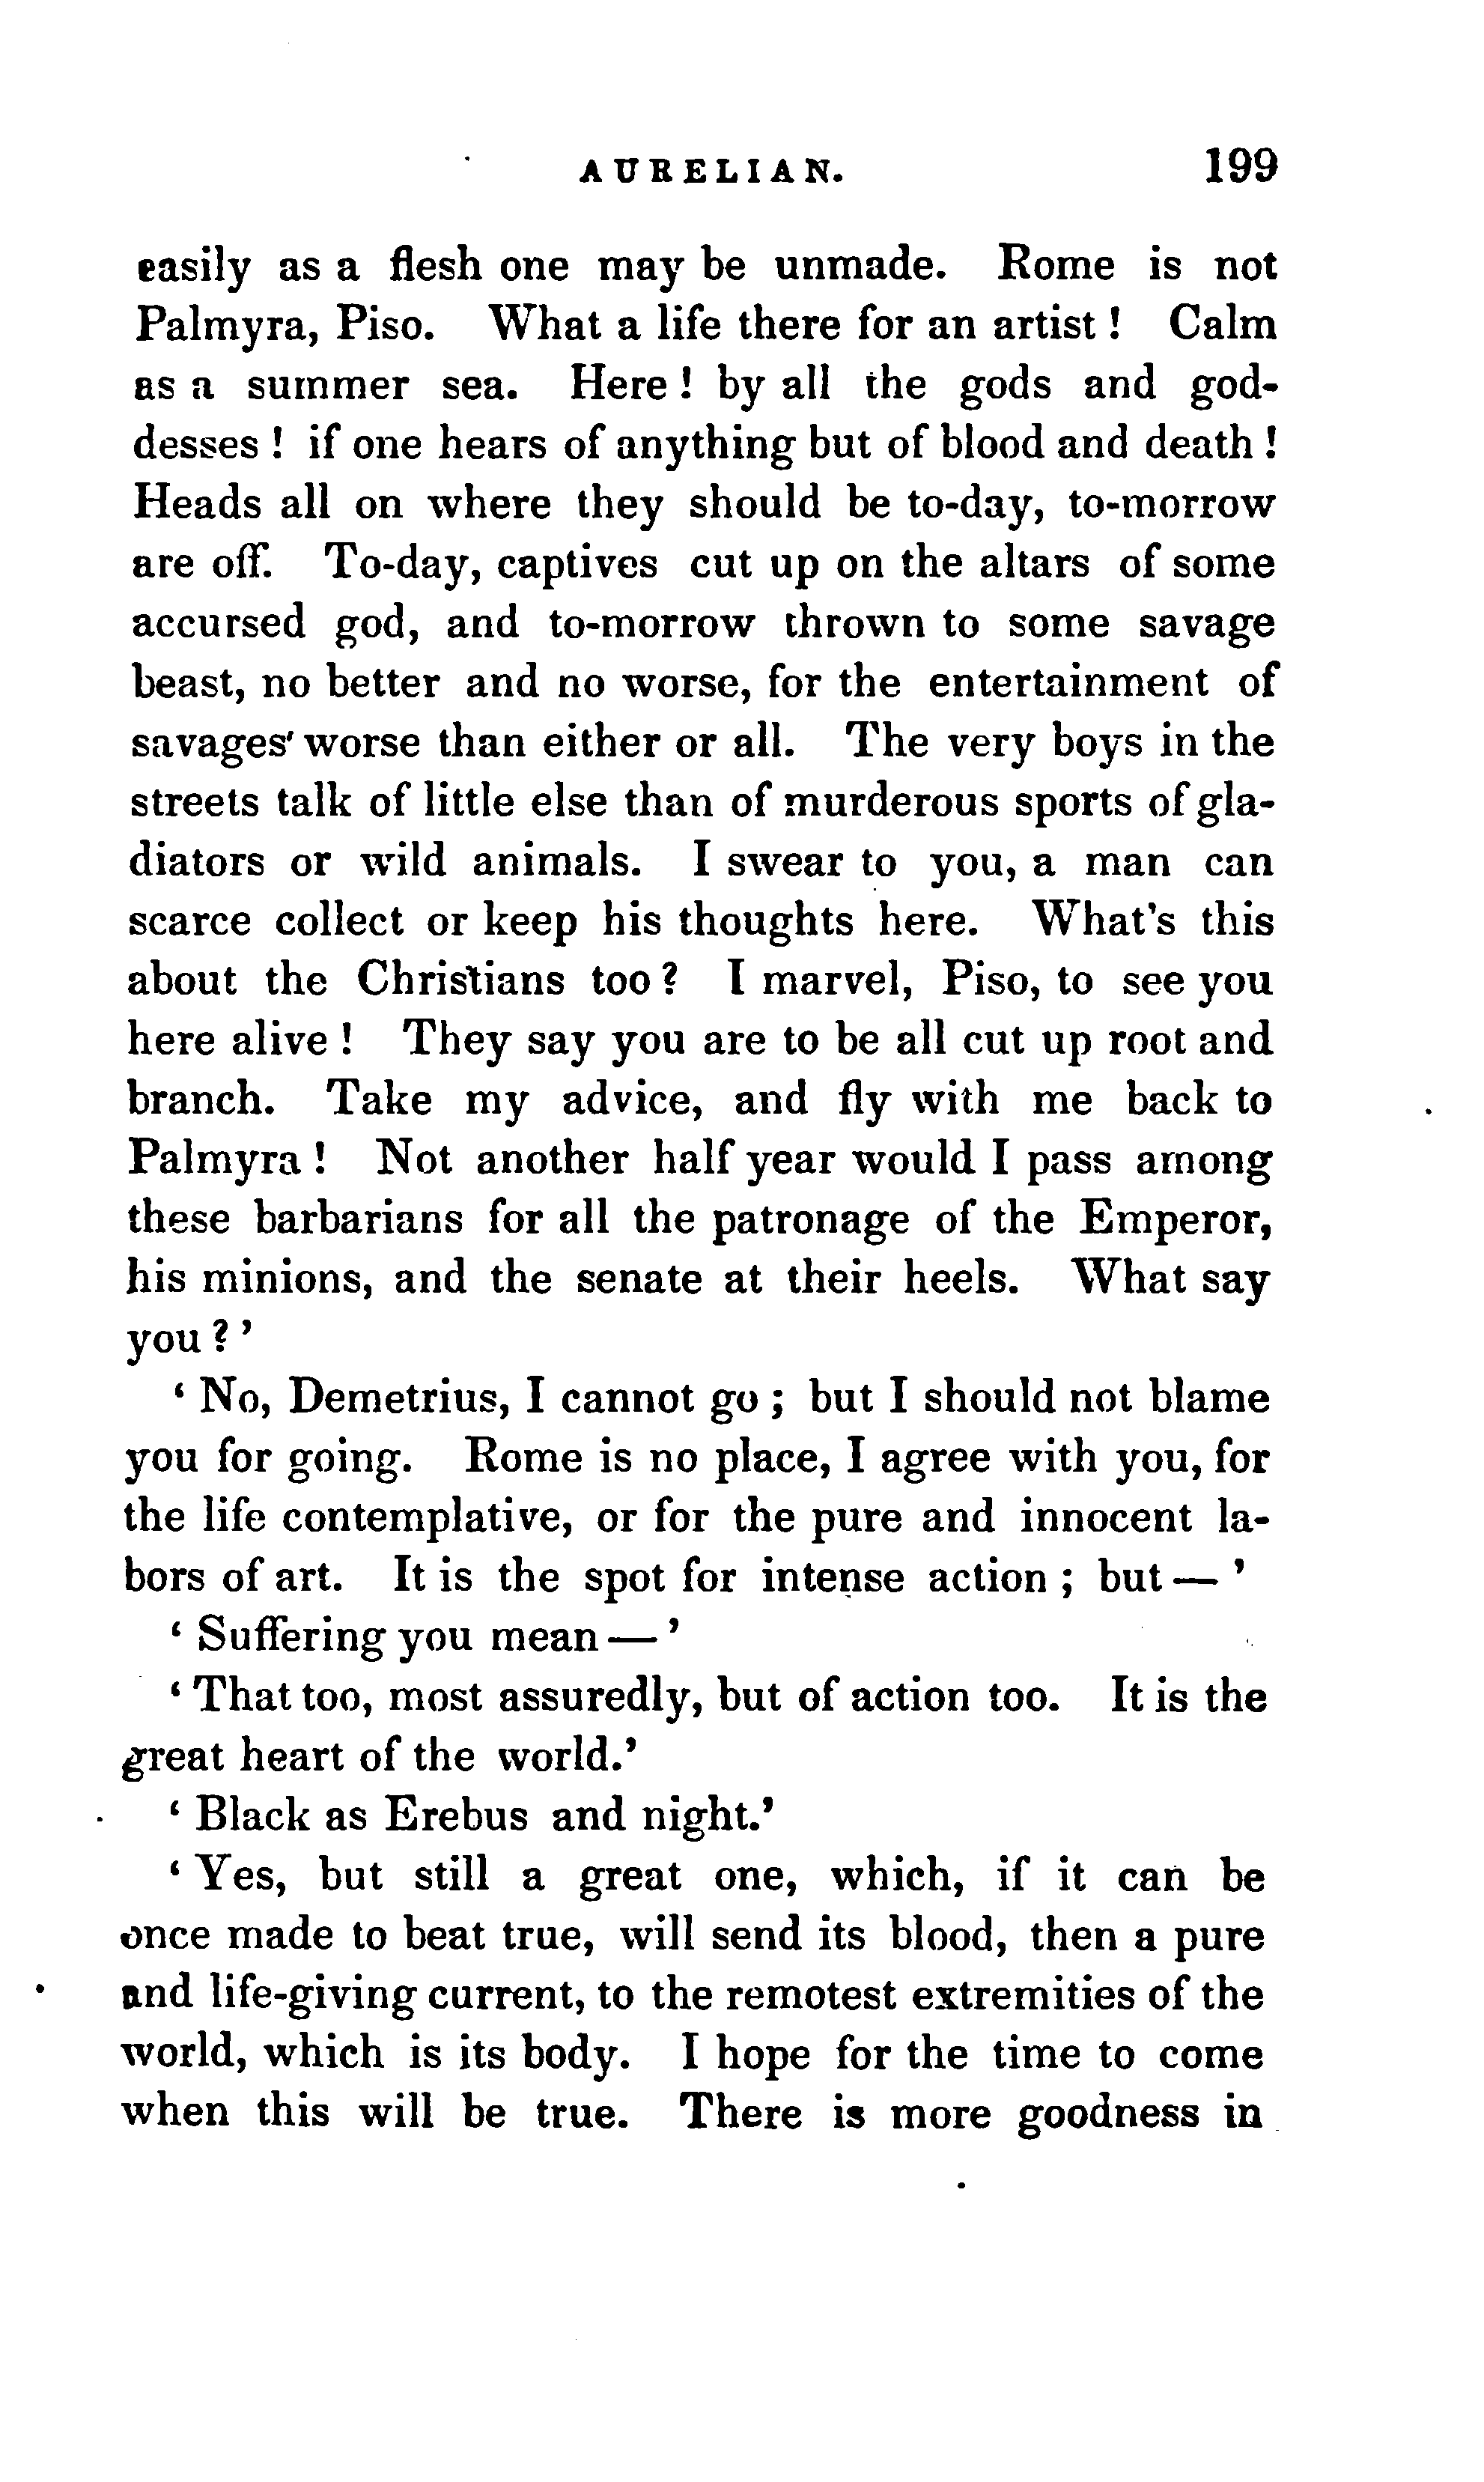 AURELIAN. 199
easily as a flesh one may be unmade. Rome is not
Palmyra, Piso. What a life there for an artist! Calm
as a summer sea. Here! by all the gods and god-
desses! if one hears of anything but of blood and death!
Heads all on where they should be to-day, to-morrow
are off. To-day, captives cut up on the altars of some
accursed god, and to-morrow thrown to some savage
beast, no better and no worse, for the entertainment of
savages' worse than either or all. The very boys in the
streets talk of little else than of murderous sports of gla-
diators or wild animals. I swear to you, a man can
scarce collect or keep his thoughts here. What's this
about the Christians too? I marvel, Piso, to see you
here alive! They say you are to be all cut up root and
branch. Take my advice, and fly with me back to
Palmyra! Not another half year would I pass among
these barbarians for all the patronage of the Emperor,
his minions, and the senate at their heels. What say
you?'
'No, Demetrius, I cannot go; but I should not blame
you for going. Rome is no place, I agree with you, for
the life contemplative, or for the pure and innocent la-
bors of art. It is the spot for intense action; but—'
'Suffering you mean—'
'That too, most assuredly, but of action too. It is the
great heart of the world.'
'Black as Erebus and night.'
'Yes, but still a great one, which, if it can be
once made to beat true, will send its blood, then a pure
and life-giving current, to the remotest extremities of the
world, which is its body. I hope for the time to come
when this will be true. There is more goodness in